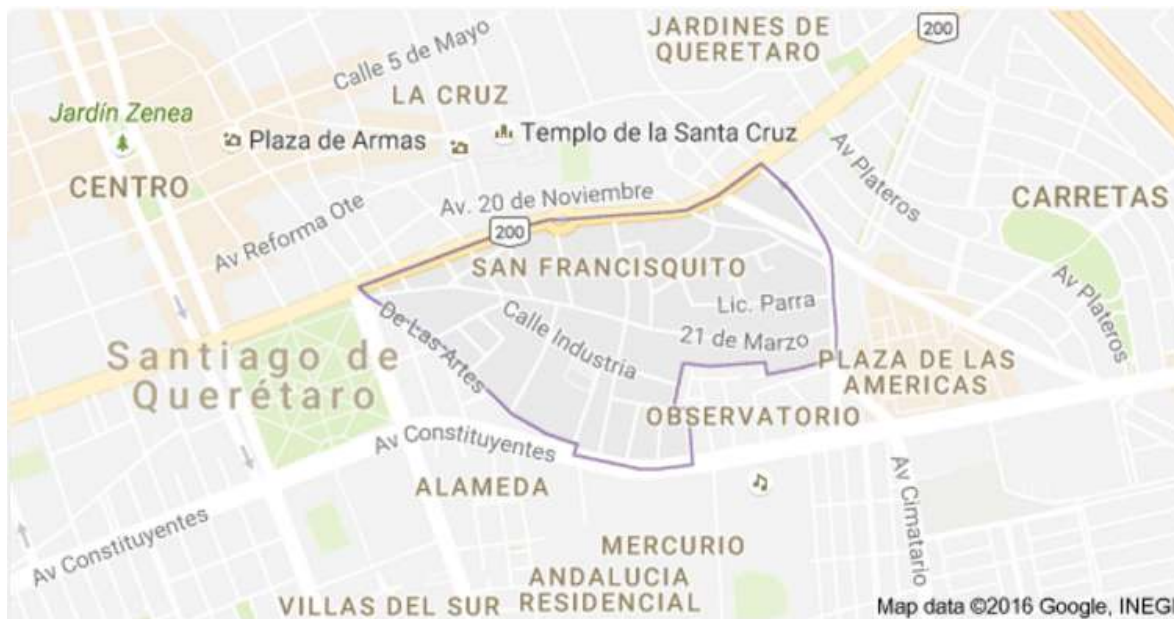 JARDINES DE
QUERETARO
200
Calle 5 de Mayo
LA CRUZ
Jardín Zenea
Plaza de Armas
Templo de la Santa Cruz
Av Plateros
CENTRO
Av. 20 de Noviembre
CARRETAS
Av Reforma Ote
200
SAN FRANCISQUITO
Lic. Parra
Av Plateros
De Las Artes
Calle Industria
21 de Marzo
Santiago de
Querétaro
PLAZA DE LAS
AMERICAS
OBSERVATORIO
Av Constituyentes
ALAMEDA
Av Cimatario
Av Constituyentes
MERCURIO
ANDALUCIA
RESIDENCIAL
VILLAS DEL SUR
Map data ©2016 Google, INEGI